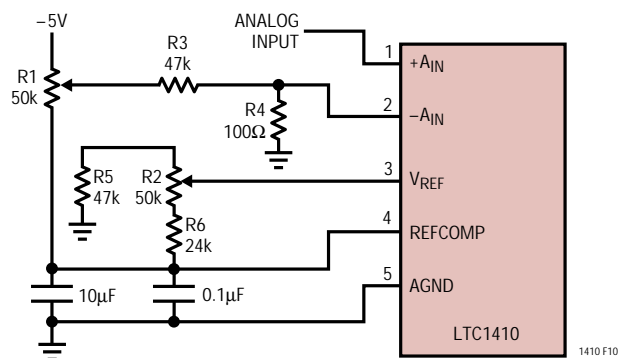 –5V
ANALOG
INPUT
R1
50k
R3
47k
R4
100Ω
R5
47k
R2
50k
R6
24k
10µF
0.1µF
1
+AIN
2
–AIN
3
VREF
4
REFCOMP
5
AGND
LTC1410
1410 F10